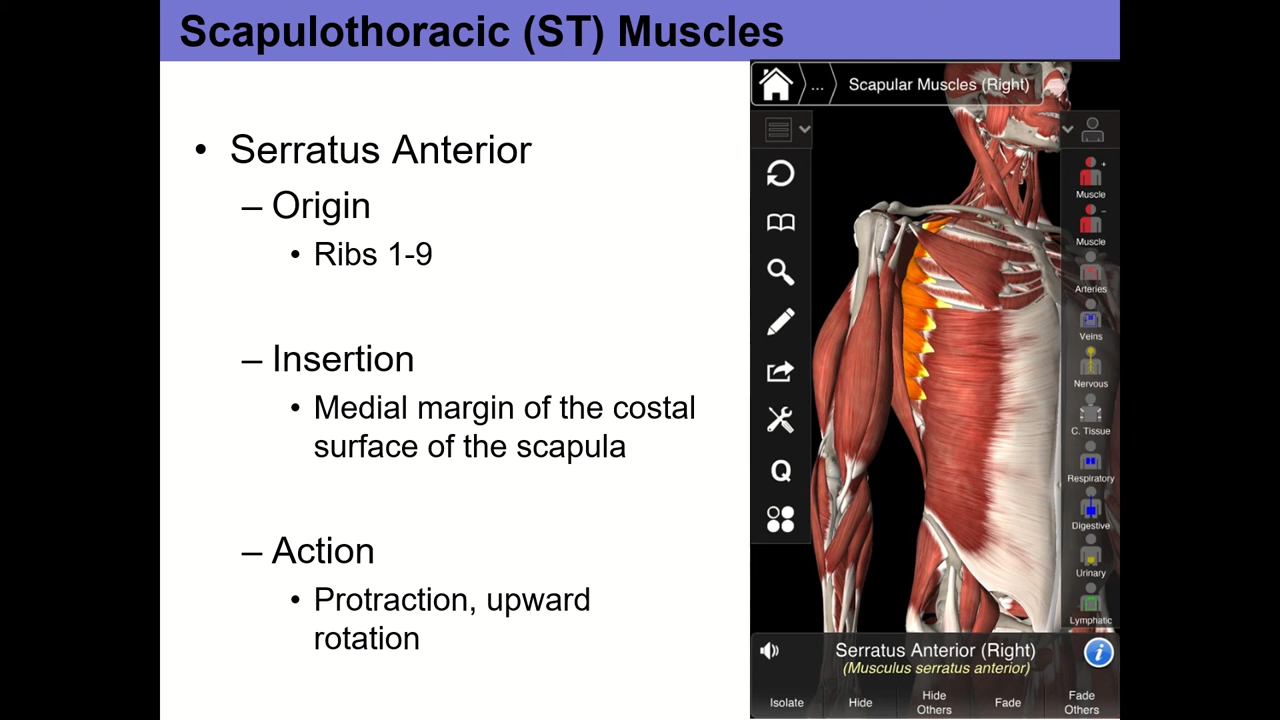 Scapulothoracic (ST) Muscles
• Serratus Anterior
– Origin
• Ribs 1-9
– Insertion
• Medial margin of the costal
surface of the scapula
– Action
• Protraction, upward
rotation
... Scapular Muscles (Right)
Q
+
Muscle
–
Muscle
Arteries
Veins
Nervous
C. Tissue
Respiratory
Digestive
Urinary
Lymphatic
Serratus Anterior (Right)
(Musculus serratus anterior)
i
Isolate
Hide
Hide
Others
Fade
Fade
Others